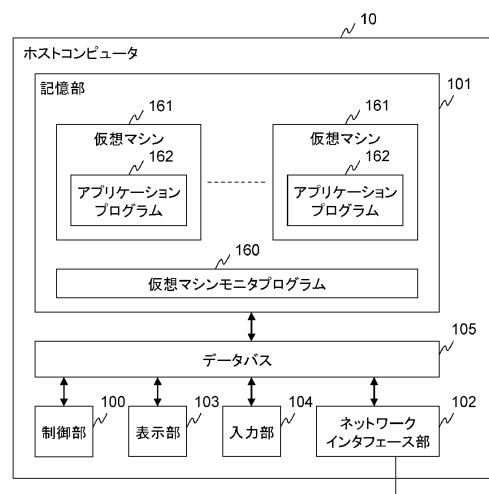 10
ホストコンピュータ
101
記憶部
161
仮想マシン
162
アプリケーション
プログラム
161
仮想マシン
162
アプリケーション
プログラム
160
仮想マシンモニタプログラム
105
データバス
100
制御部
103
表示部
104
入力部
102
ネットワーク
インタフェース部